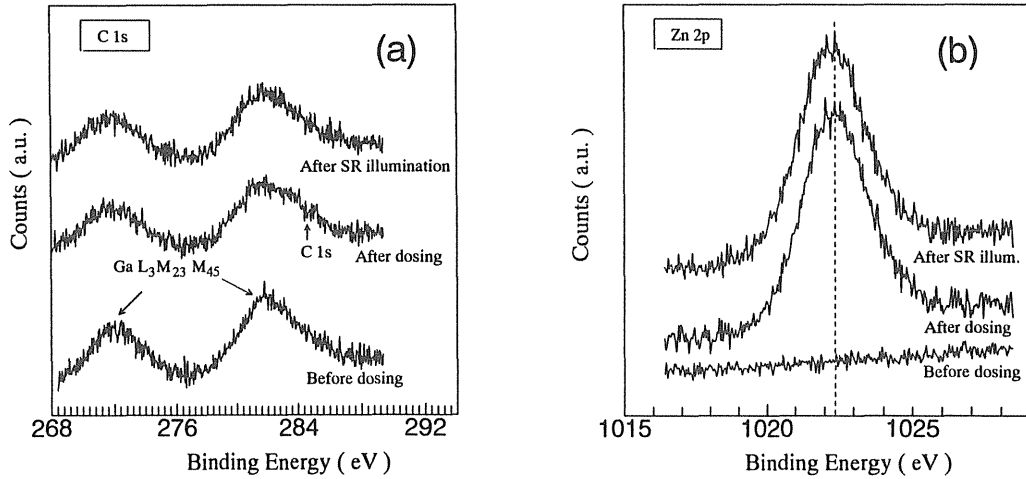 C 1s
(a)
After SR illumination
C 1s
After dosing
Ga L₃M₂₃ M₄₅
Before dosing
Counts ( a.u. )
268 276 284 292
Binding Energy ( eV )
Zn 2p
(b)
After SR illum.
After dosing
Before dosing
Counts ( a.u. )
1015 1020 1025
Binding Energy ( eV )